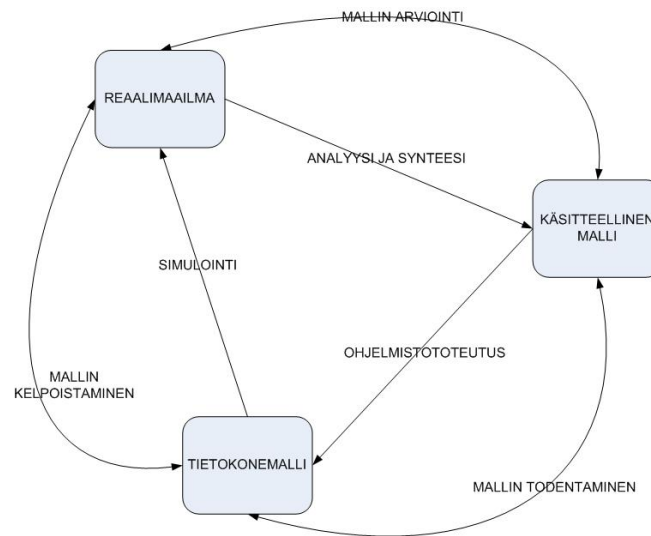 MALLIN ARVIOINTI
REAALIMAAILMA
ANALYYSI JA SYNTEESI
KÄSITTEELLINEN
MALLI
SIMULOINTI
OHJELMISTOTOTEUTUS
MALLIN
KELPOISTAMINEN
TIETOKONEMALLI
MALLIN TODENTAMINEN